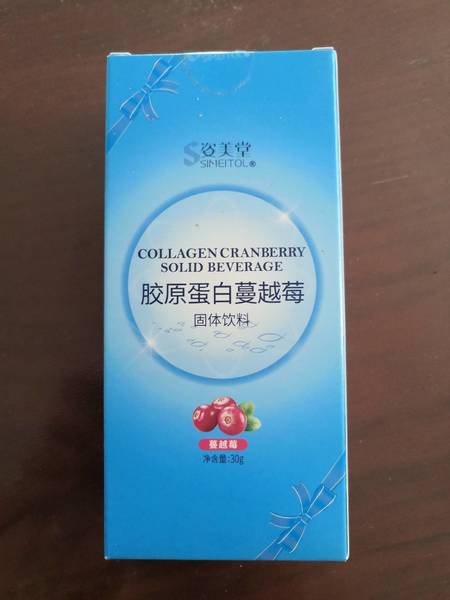 姿美堂
SIMEITOL®
COLLAGEN CRANBERRY
SOLID BEVERAGE
胶原蛋白蔓越莓
固体饮料
蔓越莓
净含量:30g